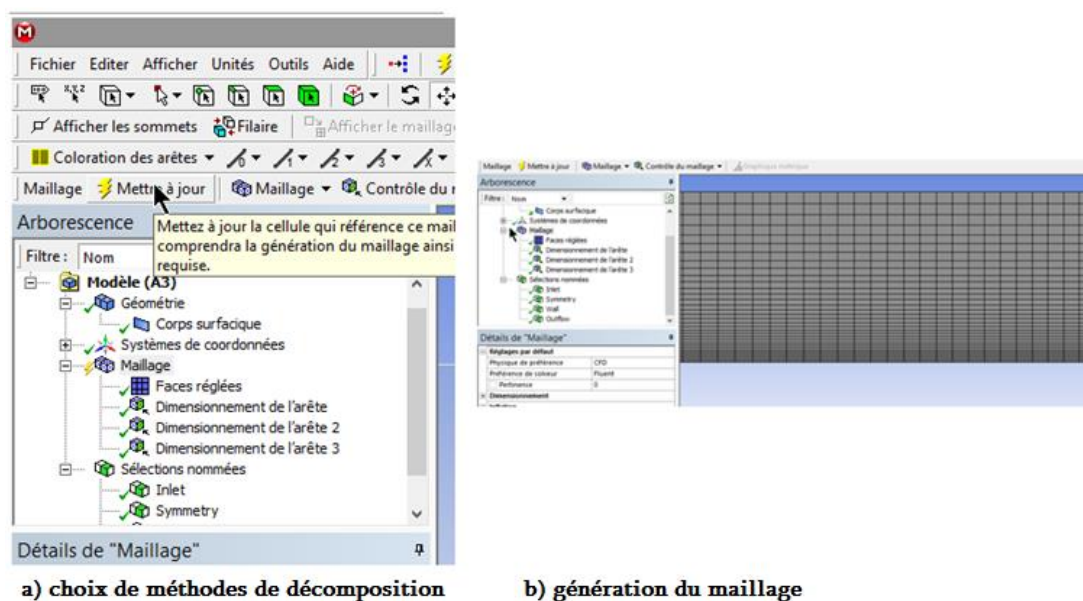 Fichier Editer Afficher Unités Outils Aide
Afficher les sommets Filaire Afficher le maillag
Coloration des arêtes
Maillage Mettre à jour Maillage Contrôle du
Arborescence
Filtre : Nom
Mettez à jour la cellule qui référence ce mail
comprendra la génération du maillage ainsi
requise.
Modèle (A3)
Géométrie
Corps surfacique
Systèmes de coordonnées
Maillage
Faces réglées
Dimensionnement de l'arête
Dimensionnement de l'arête 2
Dimensionnement de l'arête 3
Sélections nommées
Inlet
Symmetry
Détails de "Maillage"
a) choix de méthodes de décomposition
Maillage Mettre à jour Maillage Contrôle du maillage Graphique métrique
Arborescence
Filtre : Nom
Corps surfacique
Systèmes de coordonnées
Maillage
Faces réglées
Dimensionnement de l'arête
Dimensionnement de l'arête 2
Dimensionnement de l'arête 3
Sélections nommées
Inlet
Symmetry
Wall
Outflow
Détails de "Maillage"
Réglages par défaut
Physique de préférence CFD
Préférence de solveur Fluent
Pertinence 0
Dimensionnement
b) génération du maillage